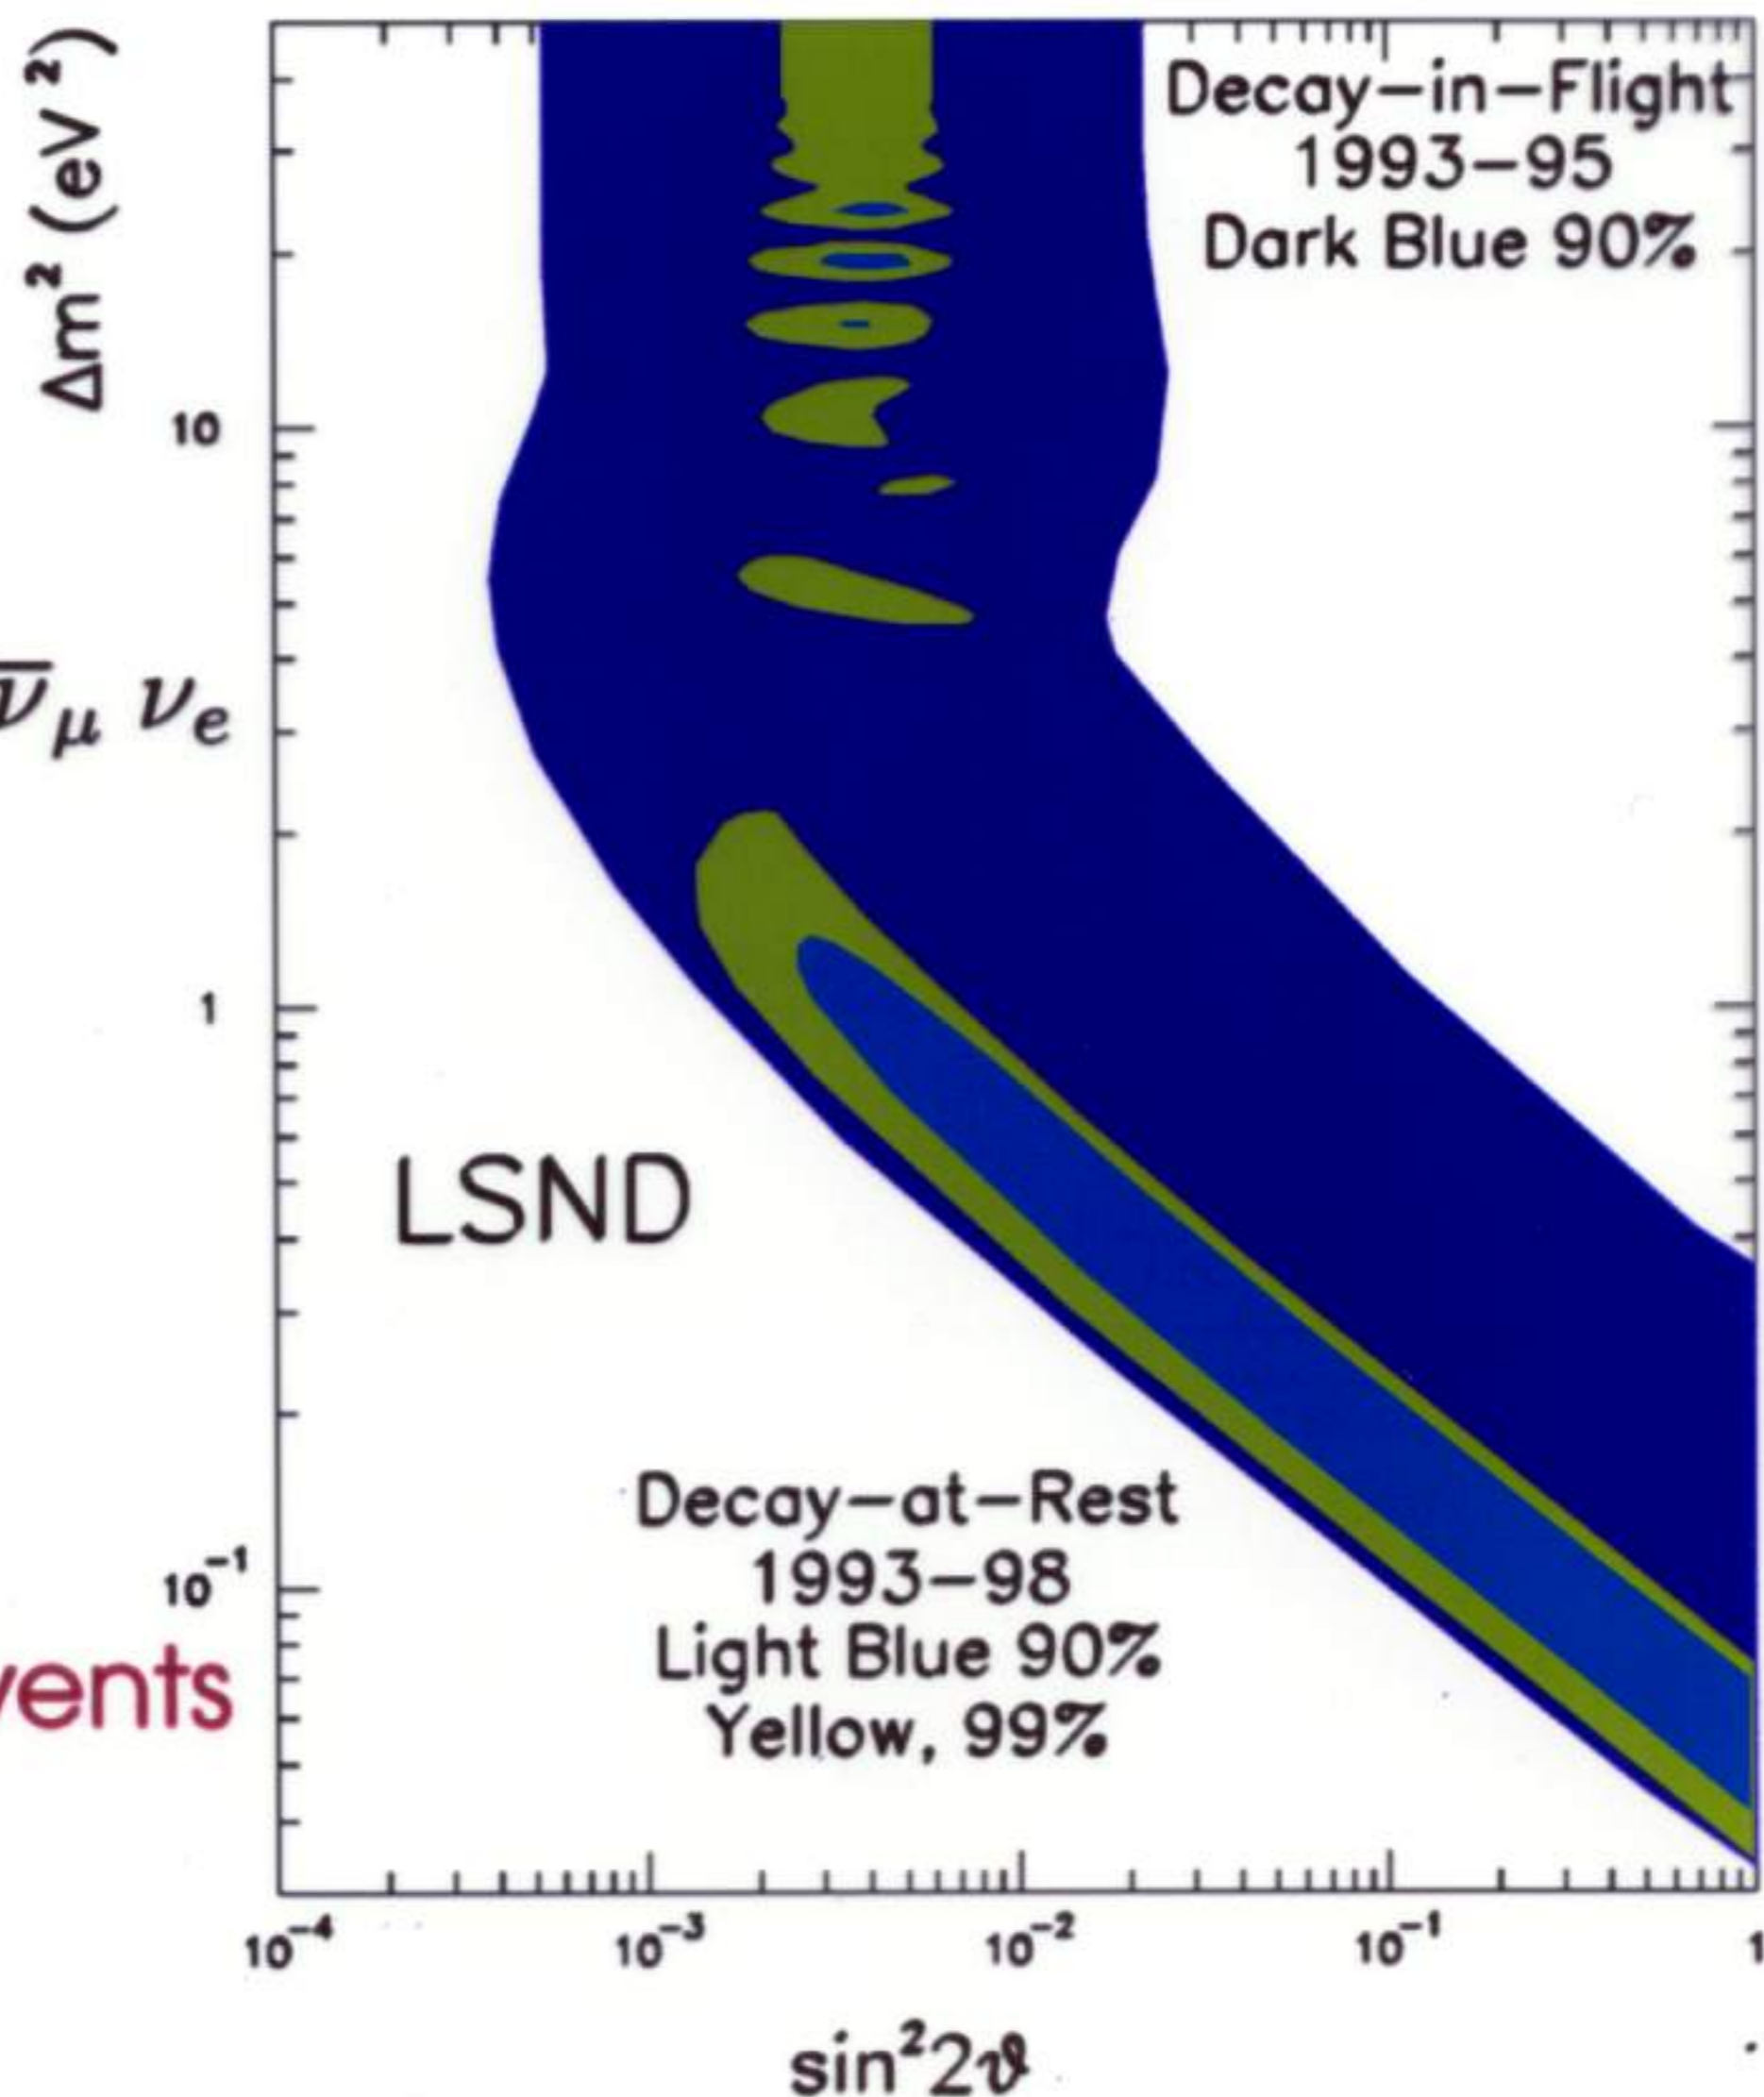 Δm² (eV²)
Decay-in-Flight
1993-95
Dark Blue 90%
10
ν̅μ νe
1
LSND
Decay-at-Rest
1993-98
Light Blue 90%
Yellow, 99%
10⁻¹
vents
10⁻⁴ 10⁻³ 10⁻² 10⁻¹ 1
sin²2ϑ